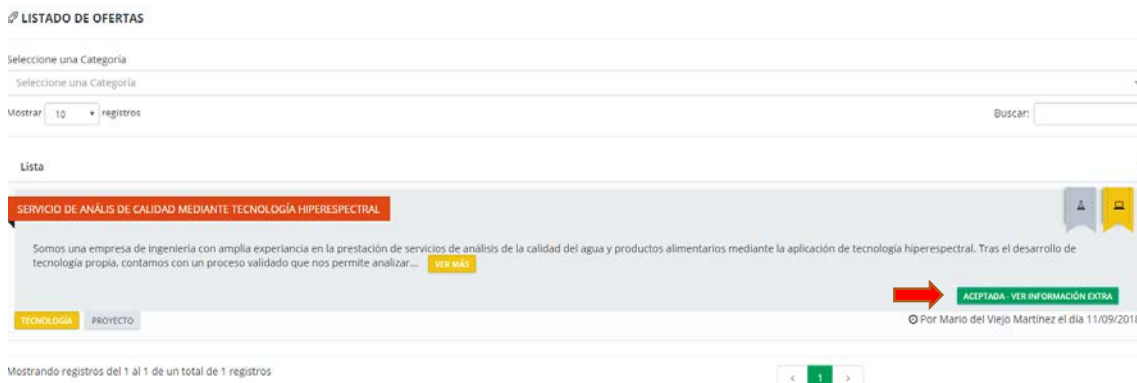 LISTADO DE OFERTAS
Seleccione una Categoría
Seleccione una Categoría
Mostrar 10 registros
Buscar:
Lista
SERVICIO DE ANÁLIS DE CALIDAD MEDIANTE TECNOLOGÍA HIPERESPECTRAL
Somos una empresa de ingeniería con amplia experiancia en la prestación de servicios de análisis de la calidad del agua y productos alimentarios mediante la aplicación de tecnología hiperespectral. Tras el desarrollo de
tecnología propia, contamos con un proceso validado que nos permite analizar... VER MÁS
ACEPTADA - VER INFORMACIÓN EXTRA
TECNOLOGÍA PROYECTO
Por Mario del Viejo Martínez el día 11/09/2018
Mostrando registros del 1 al 1 de un total de 1 registros
< 1 >